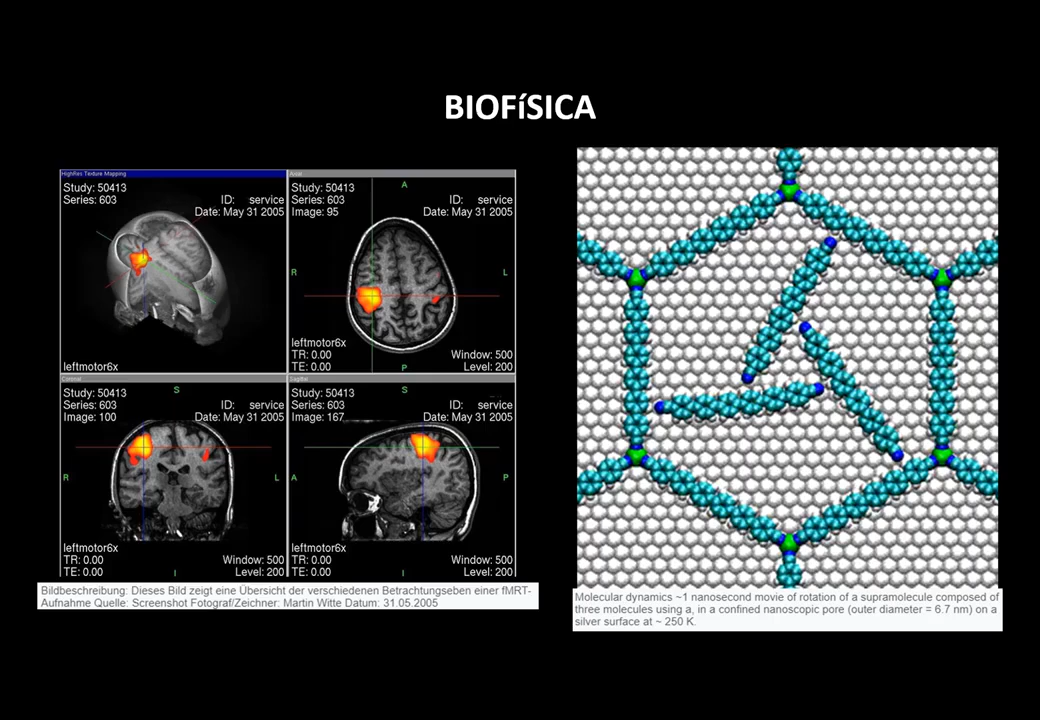 BIOFíSICA
HighRes Texture Mapping
Study: 50413
Series: 603
ID: service
Date: May 31 2005
leftmotor6x
Axial
Study: 50413
Series: 603
Image: 95
A
ID: service
Date: May 31 2005
R
L
leftmotor6x
TR: 0.00
TE: 0.00
P
Window: 500
Level: 200
Coronal
Study: 50413
Series: 603
Image: 100
S
ID: service
Date: May 31 2005
R
L
leftmotor6x
TR: 0.00
TE: 0.00
I
Window: 500
Level: 200
Study: 50413
Series: 603
Image: 167
S
ID: service
Date: May 31 2005
A
P
leftmotor6x
TR: 0.00
TE: 0.00
I
Window: 500
Level: 200
Bildbeschreibung: Dieses Bild zeigt eine Übersicht der verschiedenen Betrachtungseben einer fMRT-
Aufnahme Quelle: Screenshot Fotograf/Zeichner: Martin Witte Datum: 31.05.2005
Molecular dynamics ~1 nanosecond movie of rotation of a supramolecule composed of
three molecules using a, in a confined nanoscopic pore (outer diameter = 6.7 nm) on a
silver surface at ~ 250 K.